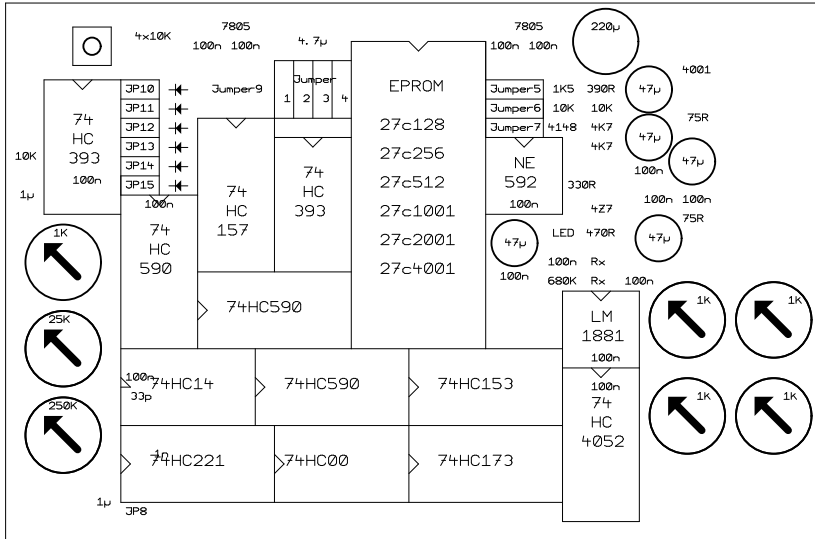 4x10K
7805
100n 100n
4.7µ
7805
100n 100n
220µ
4001
JP10
JP11
JP12
JP13
JP14
JP15
Jumper9
Jumper
1 2 3 4
EPROM
27c128
27c256
27c512
27c1001
27c2001
27c4001
Jumper5 1K5 390R
Jumper6 10K 10K
Jumper7 4148 4K7
4K7
47µ
75R
47µ
47µ
100n
74
HC
393
100n
10K
1µ
74
HC
157
74
HC
393
NE
592
100n
330R
100n 100n
75R
4Z7
LED 470R
47µ
47µ
100n
100n Rx
680K Rx 100n
100n
74
HC
590
1K
25K
250K
74HC590
LM
1881
100n
1K
1K
100n
33p
74HC14
74HC590
74HC153
100n
74
HC
4052
1K
1K
1n
74HC221
74HC00
74HC173
1µ
JP8